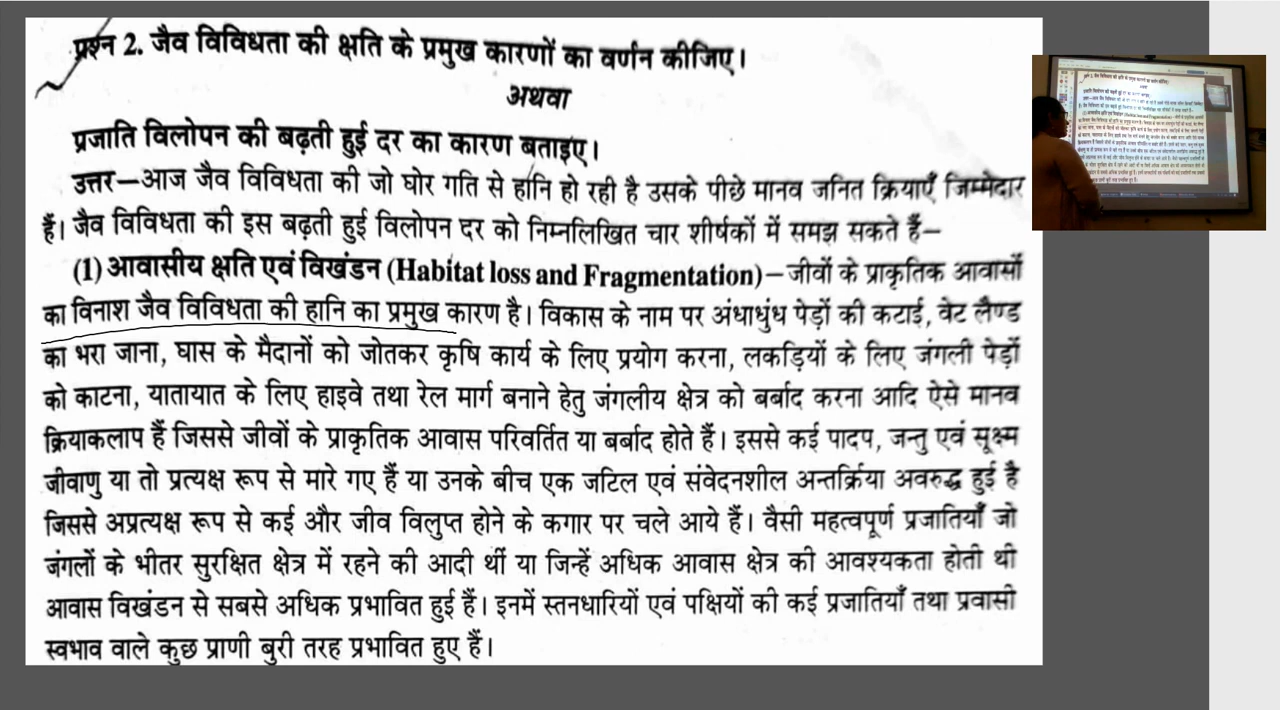 प्रश्न 2. जैव विविधता की क्षति के प्रमुख कारणों का वर्णन कीजिए।
अथवा
प्रजाति विलोपन की बढ़ती हुई दर का कारण बताइए।
उत्तर—आज जैव विविधता की जो घोर गति से हानि हो रही है उसके पीछे मानव जनित क्रियाएँ जिम्मेदार
हैं। जैव विविधता की इस बढ़ती हुई विलोपन दर को निम्नलिखित चार शीर्षकों में समझ सकते हैं—
(1) आवासीय क्षति एवं विखंडन (Habitat loss and Fragmentation)—जीवों के प्राकृतिक आवासों
का विनाश जैव विविधता की हानि का प्रमुख कारण है। विकास के नाम पर अंधाधुंध पेड़ों की कटाई, वेट लैण्ड
का भरा जाना, घास के मैदानों को जोतकर कृषि कार्य के लिए प्रयोग करना, लकड़ियों के लिए जंगली पेड़ों
को काटना, यातायात के लिए हाइवे तथा रेल मार्ग बनाने हेतु जंगलीय क्षेत्र को बर्बाद करना आदि ऐसे मानव
क्रियाकलाप हैं जिससे जीवों के प्राकृतिक आवास परिवर्तित या बर्बाद होते हैं। इससे कई पादप, जन्तु एवं सूक्ष्म
जीवाणु या तो प्रत्यक्ष रूप से मारे गए हैं या उनके बीच एक जटिल एवं संवेदनशील अन्तर्क्रिया अवरुद्ध हुई है
जिससे अप्रत्यक्ष रूप से कई और जीव विलुप्त होने के कगार पर चले आये हैं। वैसी महत्वपूर्ण प्रजातियाँ जो
जंगलों के भीतर सुरक्षित क्षेत्र में रहने की आदी थीं या जिन्हें अधिक आवास क्षेत्र की आवश्यकता होती थी
आवास विखंडन से सबसे अधिक प्रभावित हुई हैं। इनमें स्तनधारियों एवं पक्षियों की कई प्रजातियाँ तथा प्रवासी
स्वभाव वाले कुछ प्राणी बुरी तरह प्रभावित हुए हैं।